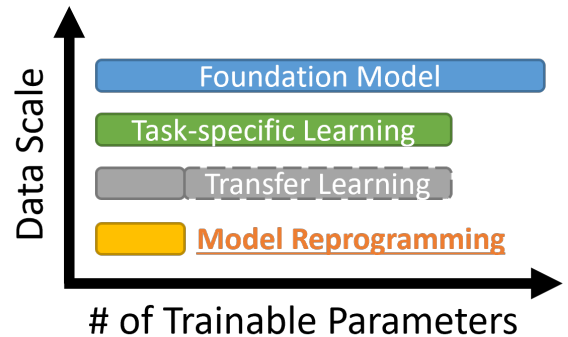 Data Scale
Foundation Model
Task-specific Learning
Transfer Learning
Model Reprogramming
# of Trainable Parameters